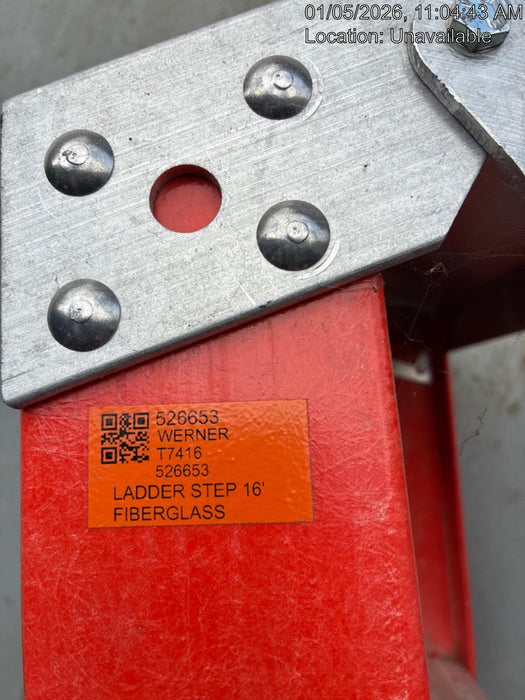 01/05/2026, 11:04:43 AM
Location: Unavailable
526653
WERNER
T7416
526653
LADDER STEP 16'
FIBERGLASS